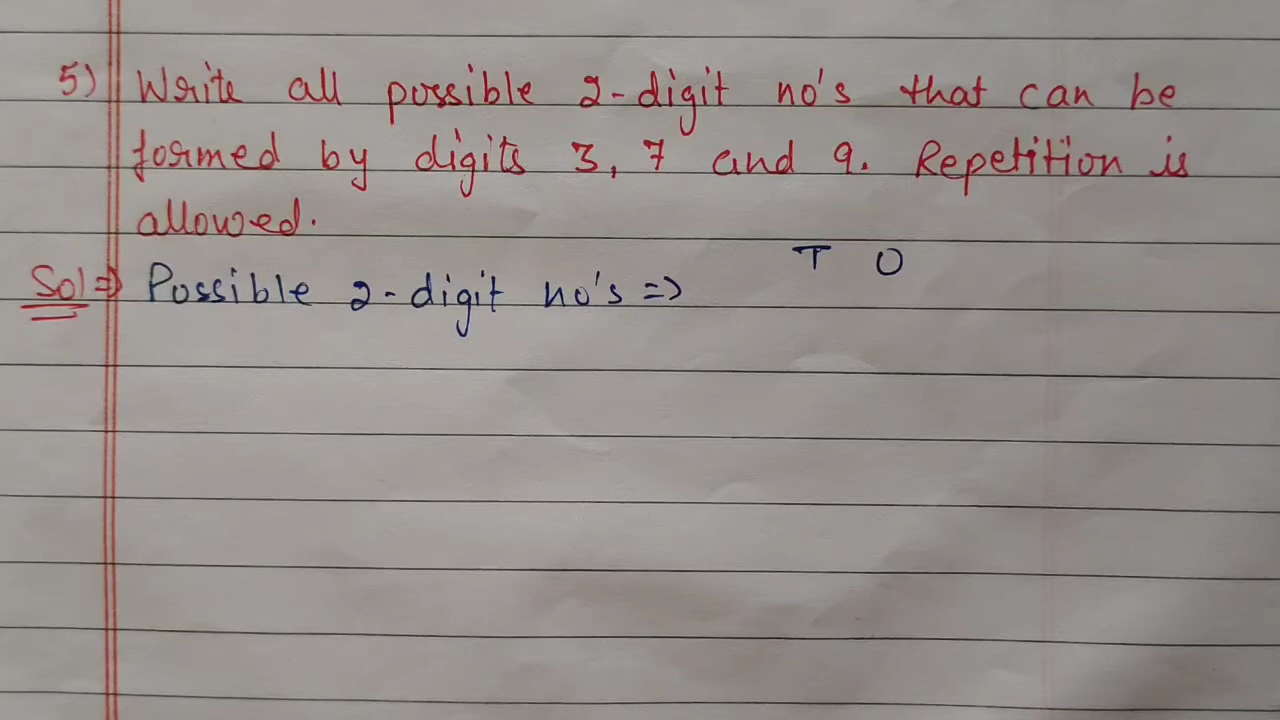 5) Write all possible 2-digit no's that can be
formed by digits 3, 7 and 9. Repetition is
allowed.
T O
Sol⇒ Possible 2-digit no's =>